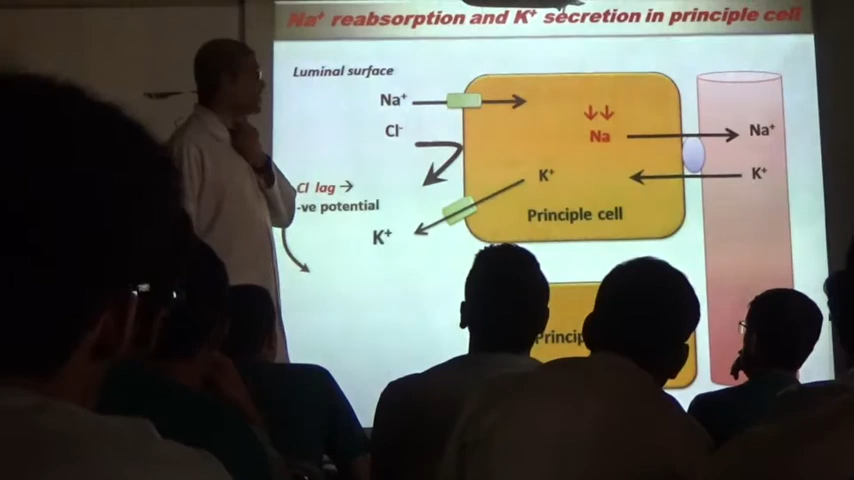 Na⁺ reabsorption and K⁺ secretion in principle cell
Luminal surface
Na⁺
Cl⁻
Cl lag →
-ve potential
K⁺
↓↓
Na
K⁺
Principle cell
Na⁺
K⁺